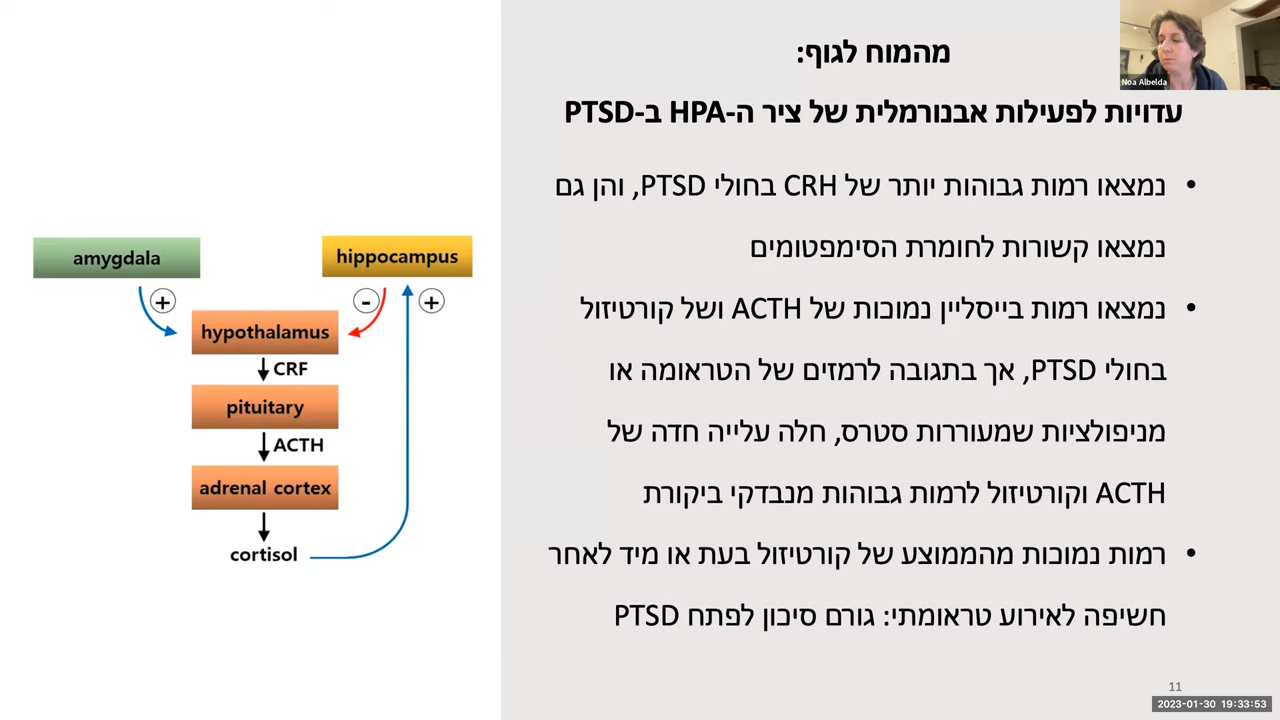 מהמוח לגוף:
עדויות לפעילות אבנורמלית של ציר ה-HPA ב-PTSD
• נמצאו רמות גבוהות יותר של CRH בחולי PTSD, והן גם
נמצאו קשורות לחומרת הסימפטומים
• נמצאו רמות בייסליין נמוכות של ACTH ושל קורטיזול
בחולי PTSD, אך בתגובה לרמזים של הטראומה או
מניפולציות שמעוררות סטרס, חלה עלייה חדה של
ACTH וקורטיזול לרמות גבוהות מנבדקי ביקורת
• רמות נמוכות מהממוצע של קורטיזול בעת או מיד לאחר
חשיפה לאירוע טראומתי: גורם סיכון לפתח PTSD
amygdala
hippocampus
+
-
+
hypothalamus
CRF
pituitary
ACTH
adrenal cortex
cortisol
Noa Albelda
11
2023-01-30 19:33:53